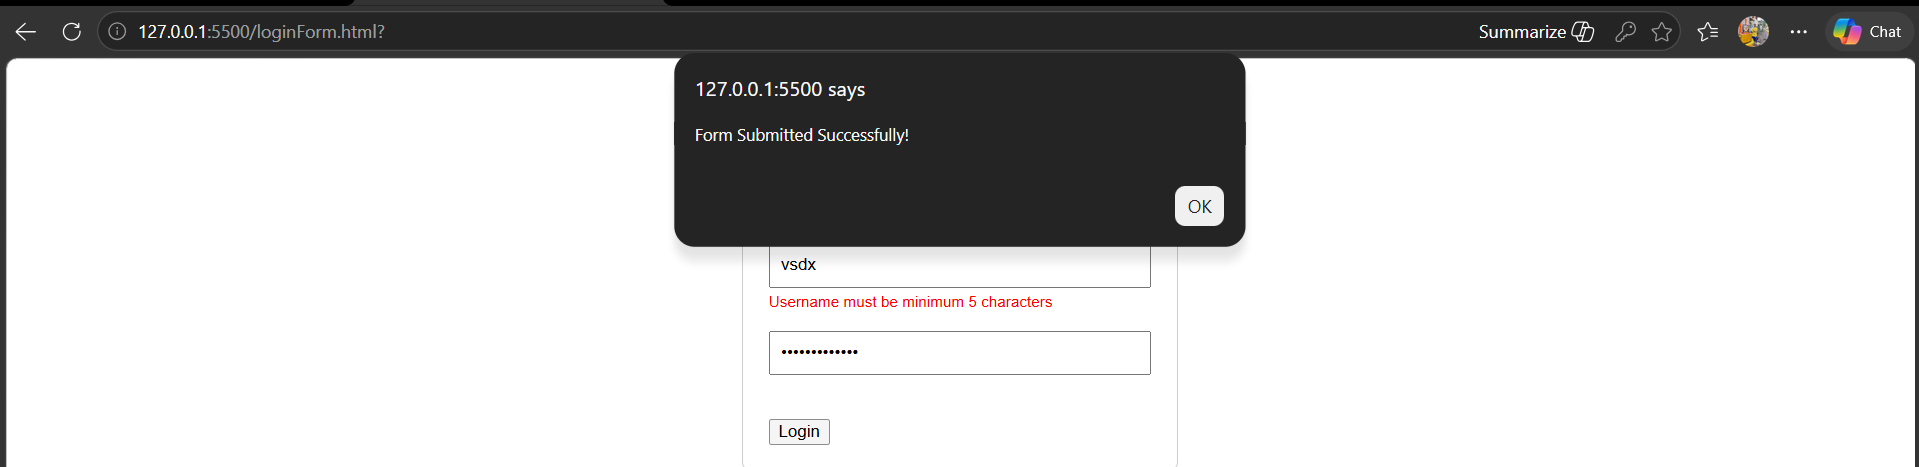 127.0.0.1:5500/loginForm.html?
Summarize
Chat
127.0.0.1:5500 says
Form Submitted Successfully!
OK
vsdx
Username must be minimum 5 characters
•••••••••••••
Login